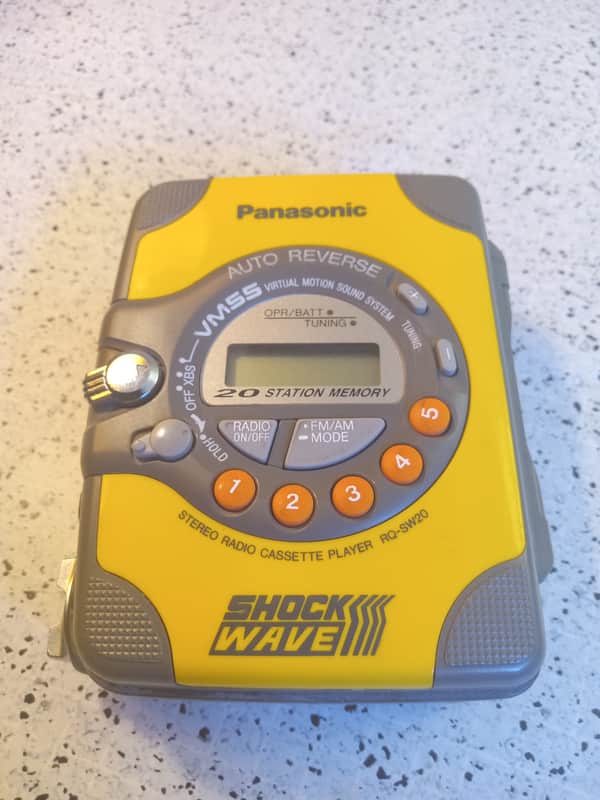 Panasonic
AUTO REVERSE
VMSS VIRTUAL MOTION SOUND SYSTEM
OPR/BATT
TUNING
+
TUNING
-
OFF XBS
20 STATION MEMORY
HOLD
RADIO
ON/OFF
FM/AM
MODE
1 2 3 4 5
STEREO RADIO CASSETTE PLAYER RQ-SW20
SHOCK
WAVE